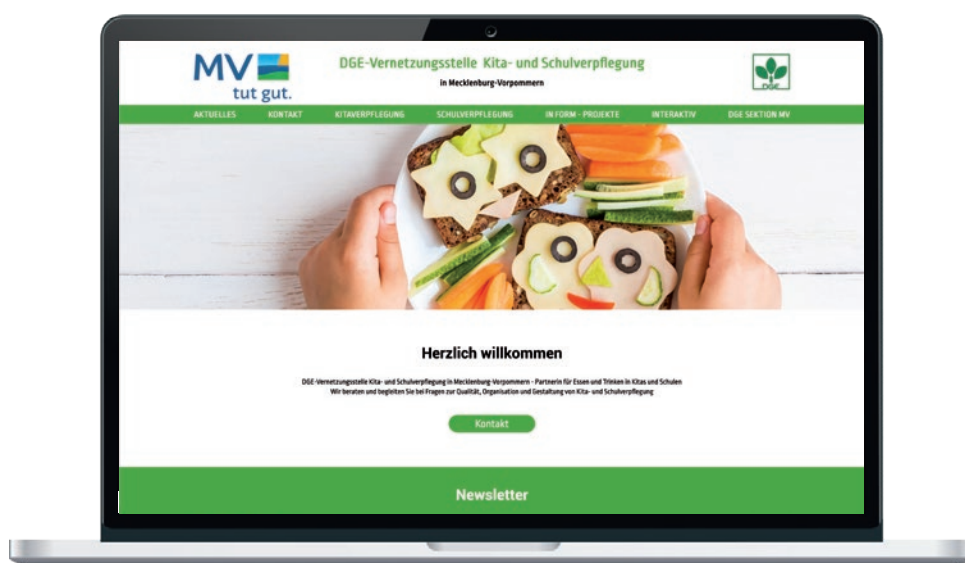 MV
tut gut.
DGE-Vernetzungsstelle Kita- und Schulverpflegung
in Mecklenburg-Vorpommern
DGE
AKTUELLES KONTAKT KITAVERPFLEGUNG SCHULVERPFLEGUNG IN FORM - PROJEKTE INTERAKTIV DGE SEKTION MV
Herzlich willkommen
DGE-Vernetzungsstelle Kita- und Schulverpflegung in Mecklenburg-Vorpommern - Partnerin für Essen und Trinken in Kitas und Schulen
Wir beraten und begleiten Sie bei Fragen zur Qualität, Organisation und Gestaltung von Kita- und Schulverpflegung
Kontakt
Newsletter